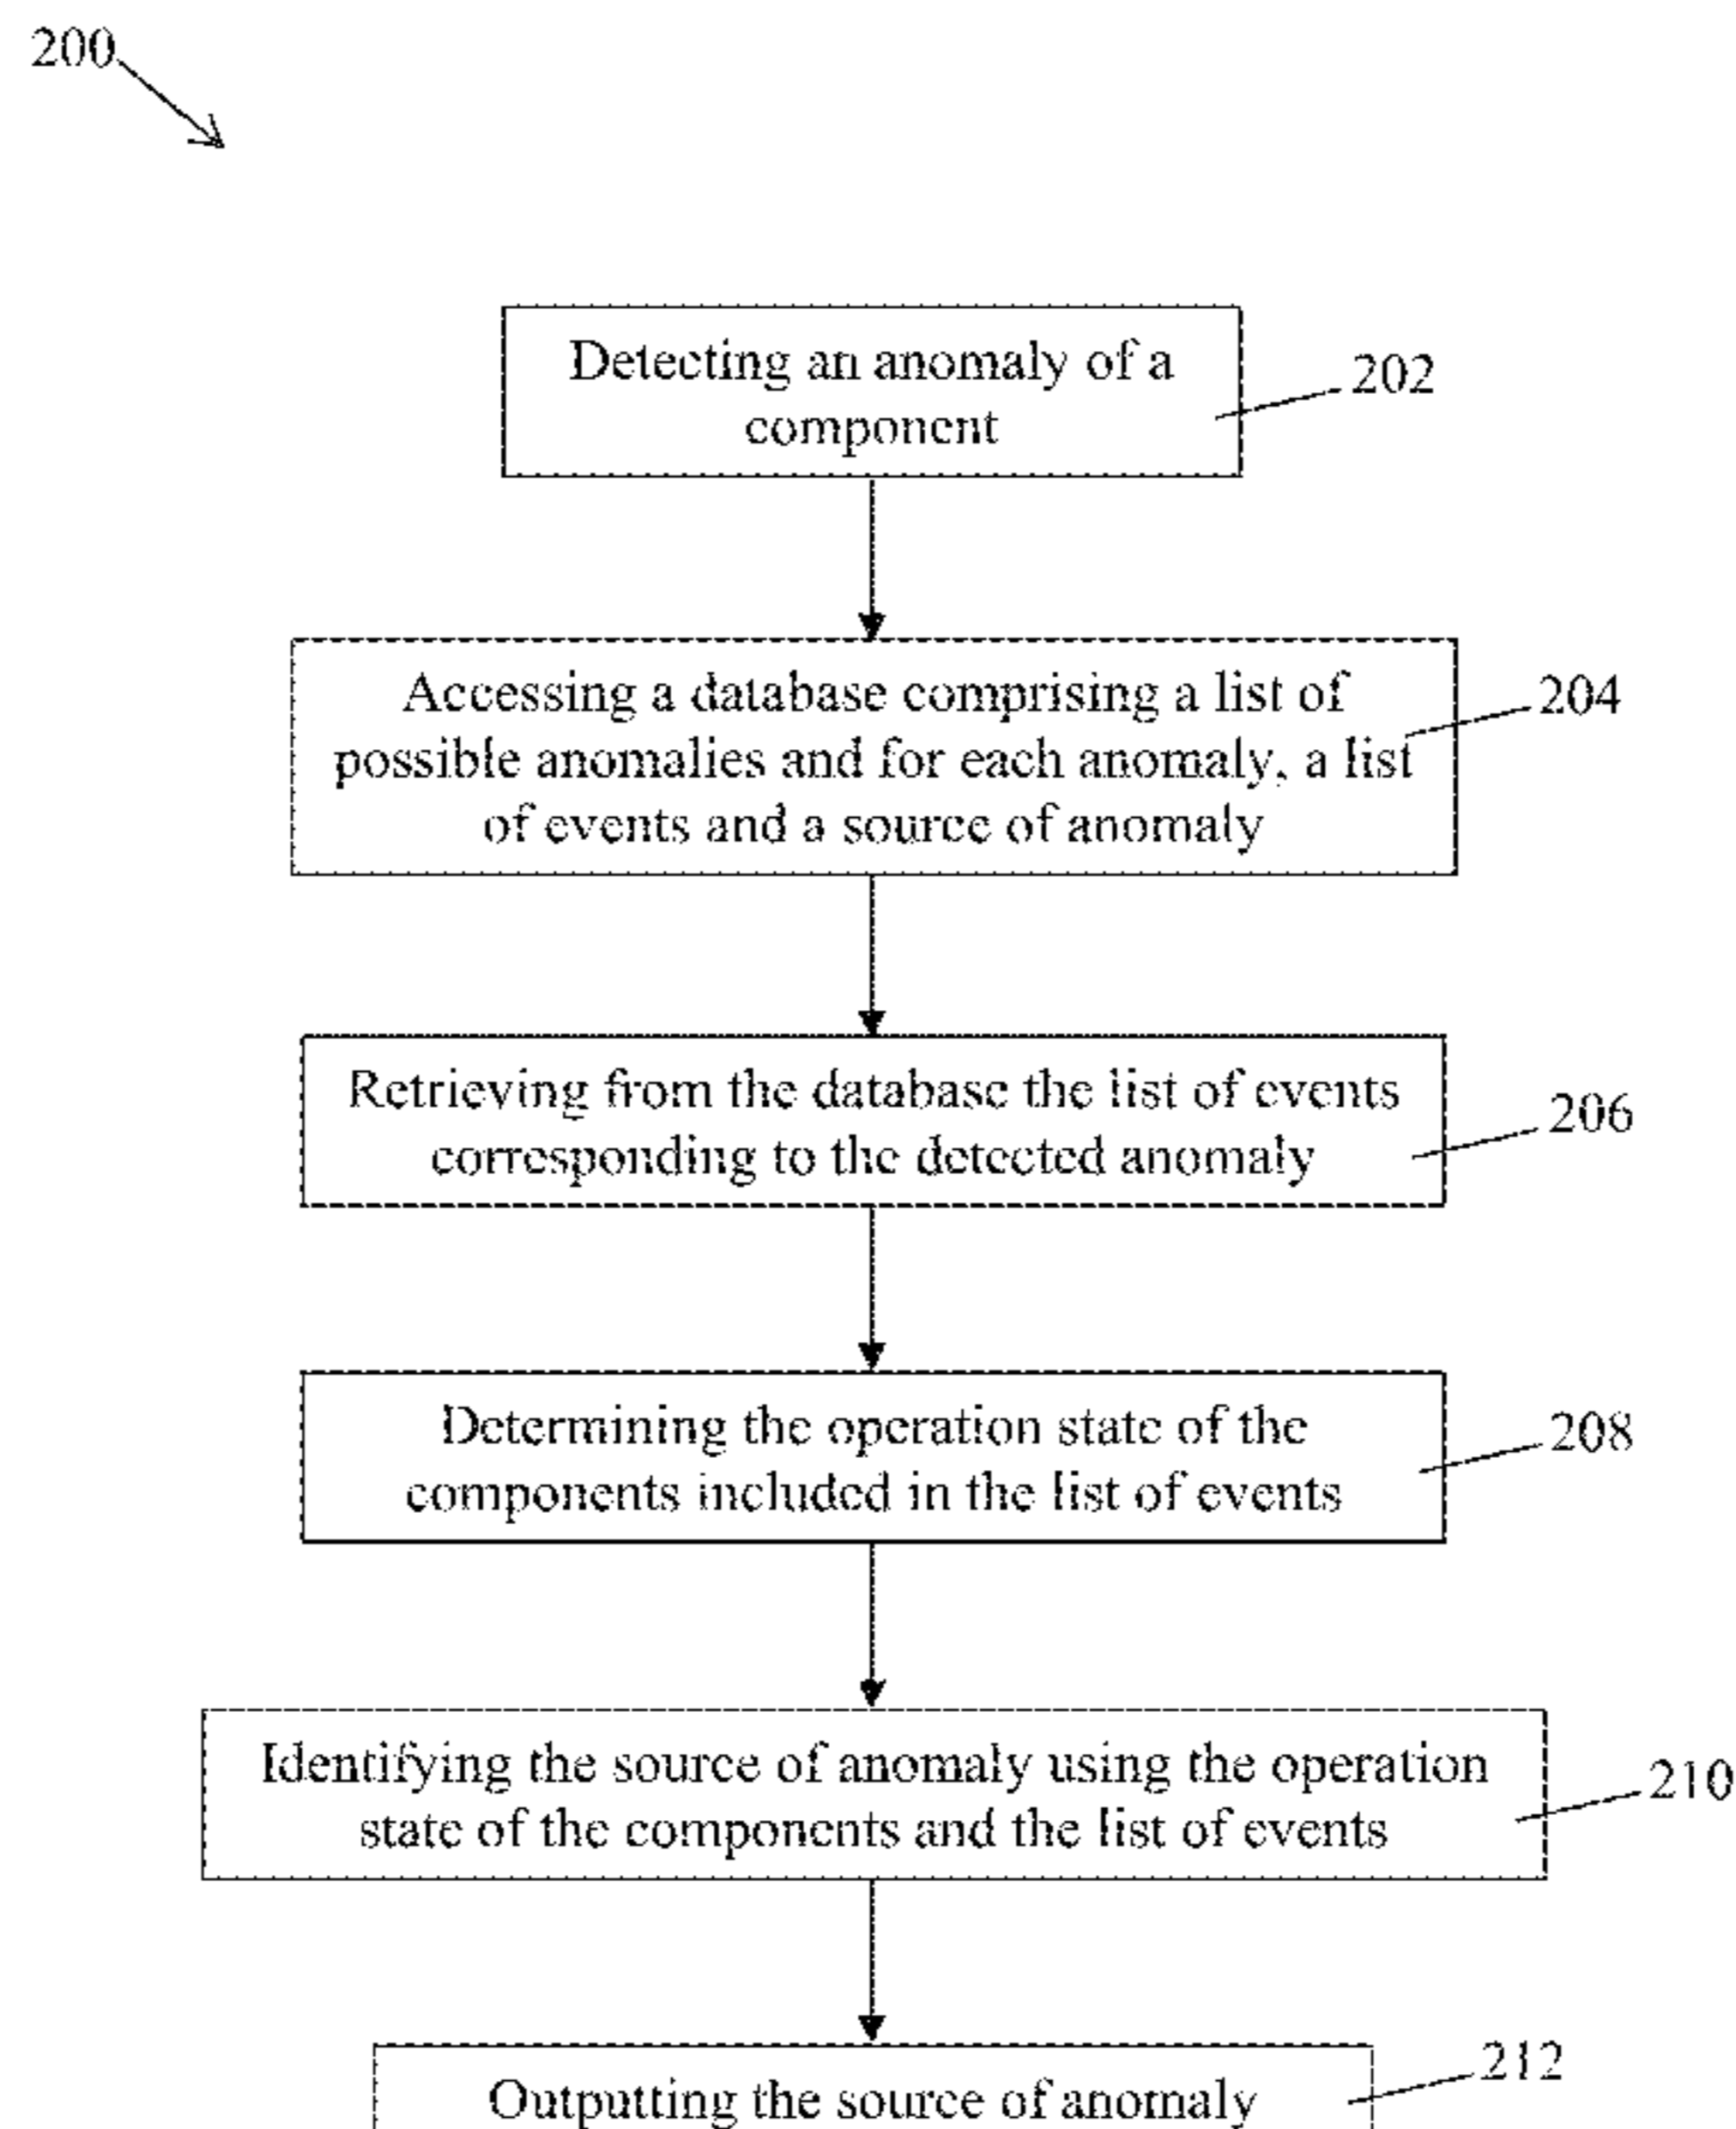 200
Detecting an anomaly of a
component
202
Accessing a database comprising a list of
possible anomalies and for each anomaly, a list
of events and a source of anomaly
204
Retrieving from the database the list of events
corresponding to the detected anomaly
206
Determining the operation state of the
components included in the list of events
208
Identifying the source of anomaly using the operation
state of the components and the list of events
210
Outputting the source of anomaly
212